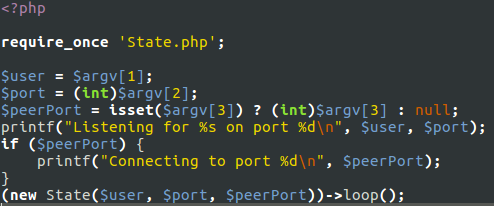 <?php
require_once 'State.php';
$user = $argv[1];
$port = (int)$argv[2];
$peerPort = isset($argv[3]) ? (int)$argv[3] : null;
printf("Listening for %s on port %d\n", $user, $port);
if ($peerPort) {
    printf("Connecting to port %d\n", $peerPort);
}
(new State($user, $port, $peerPort))->loop();